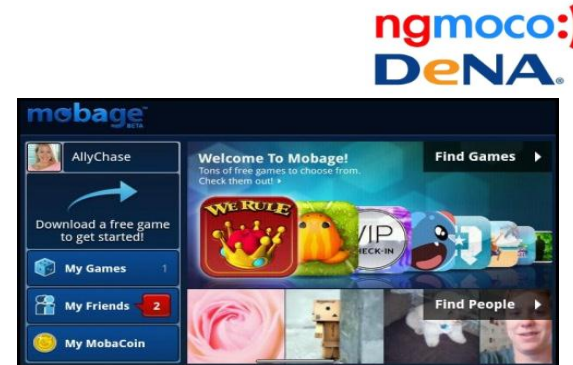 ngmoco:)
DeNA.
mobage
BETA
AllyChase
Download a free game
to get started!
My Games 1
My Friends 2
My MobaCoin
Welcome To Mobage!
Tons of free games to choose from.
Check them out!
Find Games
WE RULE
VIP
CHECK-IN
Find People